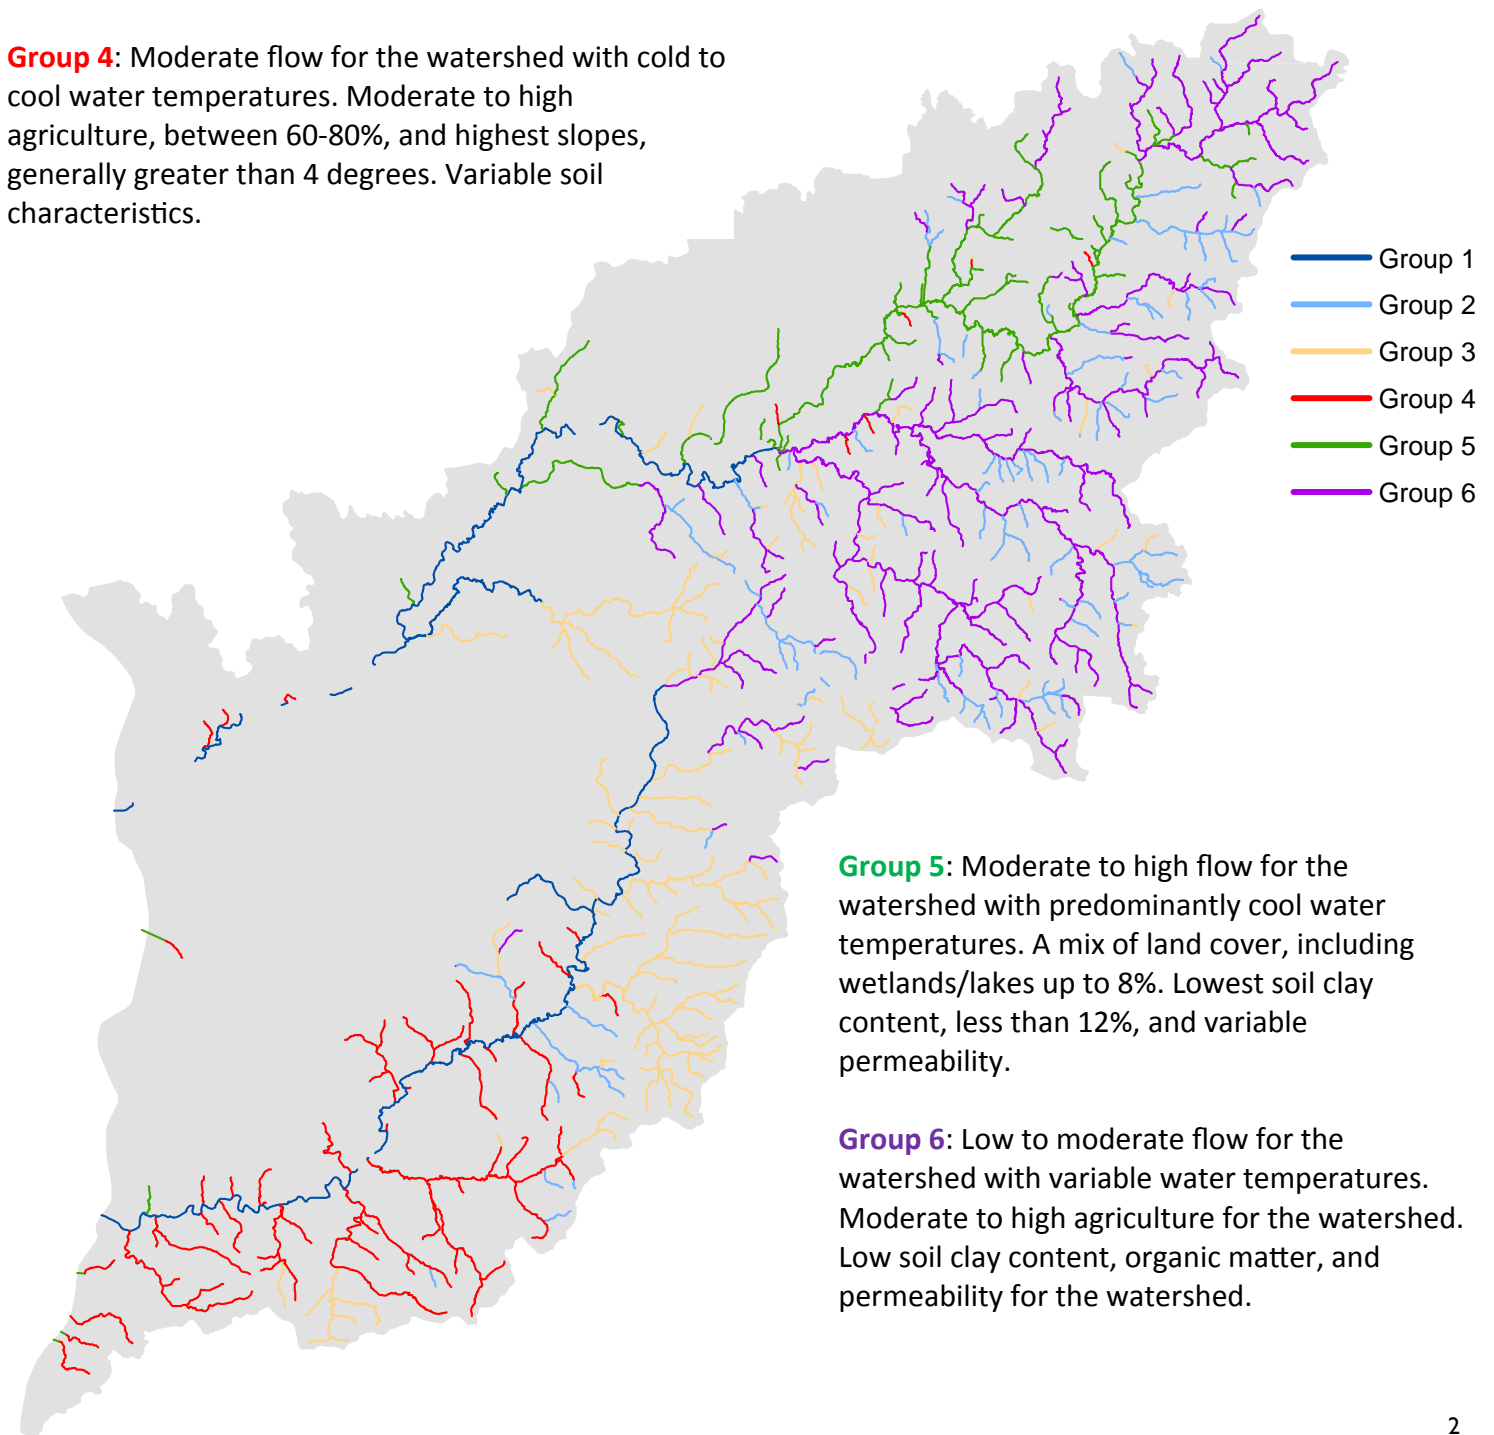 Group 4: Moderate flow for the watershed with cold to
cool water temperatures. Moderate to high
agriculture, between 60-80%, and highest slopes,
generally greater than 4 degrees. Variable soil
characteristics.
Group 1
Group 2
Group 3
Group 4
Group 5
Group 6
Group 5: Moderate to high flow for the
watershed with predominantly cool water
temperatures. A mix of land cover, including
wetlands/lakes up to 8%. Lowest soil clay
content, less than 12%, and variable
permeability.
Group 6: Low to moderate flow for the
watershed with variable water temperatures.
Moderate to high agriculture for the watershed.
Low soil clay content, organic matter, and
permeability for the watershed.
2